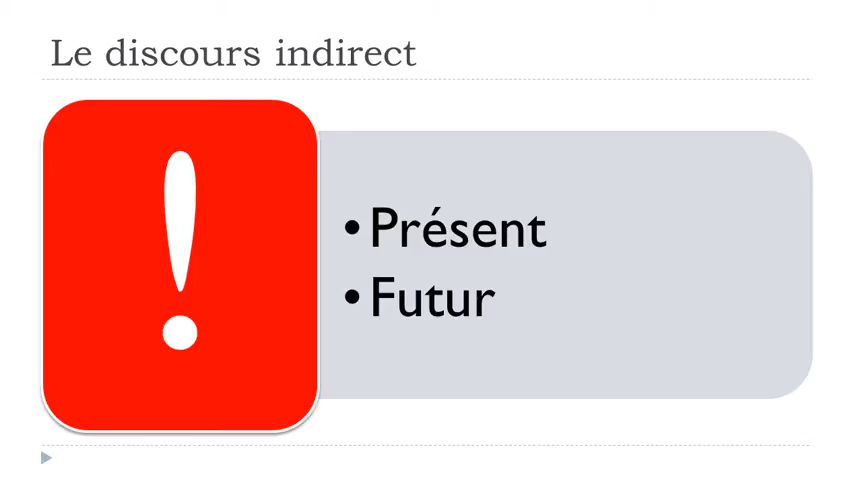 Le discours indirect
!
• Présent
• Futur